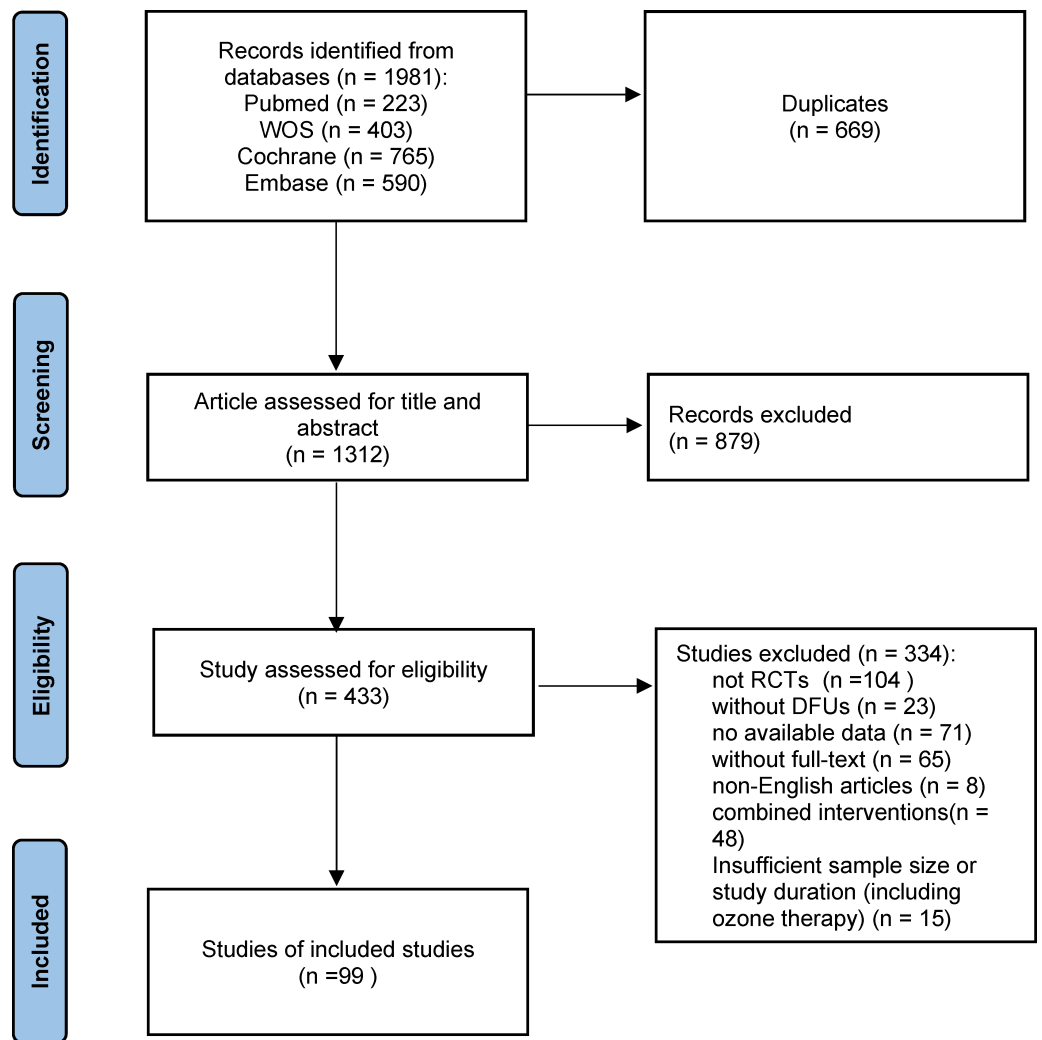 Identification
Records identified from
databases (n = 1981):
Pubmed (n = 223)
WOS (n = 403)
Cochrane (n = 765)
Embase (n = 590)
Duplicates
(n = 669)
Screening
Article assessed for title and
abstract
(n = 1312)
Records excluded
(n = 879)
Eligibility
Study assessed for eligibility
(n = 433)
Studies excluded (n = 334):
not RCTs  (n =104 )
without DFUs (n = 23)
no available data (n = 71)
without full-text (n = 65)
non-English articles (n = 8)
combined interventions(n =
48)
Insufficient sample size or
study duration (including
ozone therapy) (n = 15)
Included
Studies of included studies
(n =99 )